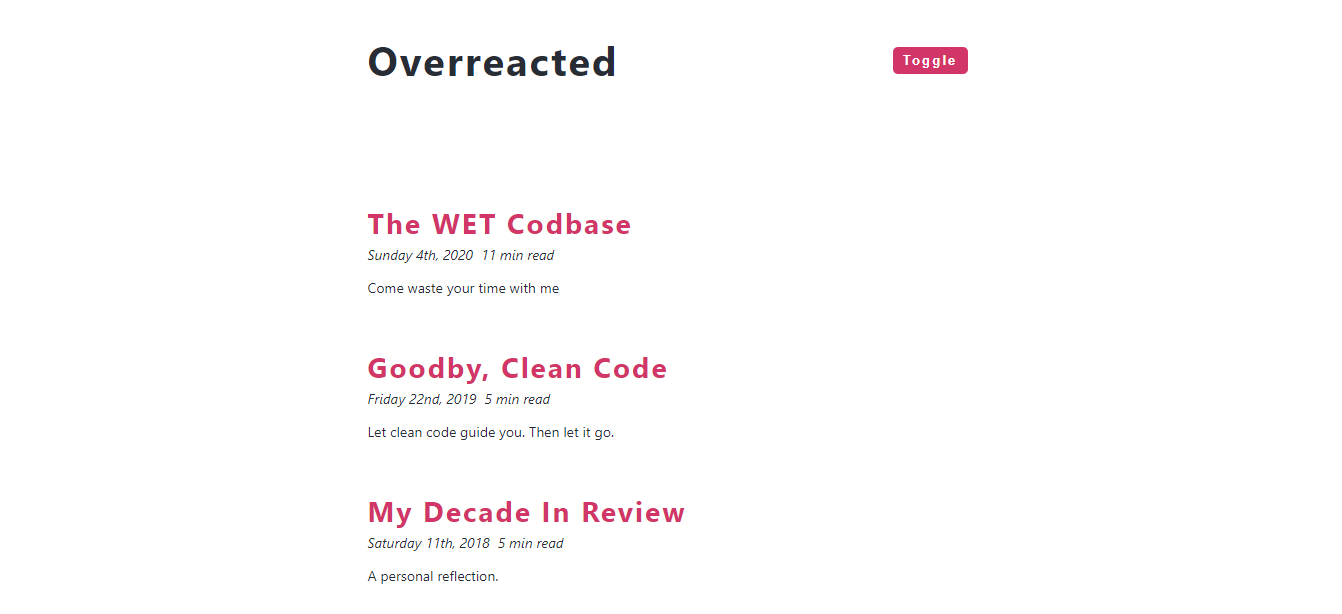 Overreacted
Toggle
The WET Codbase
Sunday 4th, 2020 11 min read
Come waste your time with me
Goodby, Clean Code
Friday 22nd, 2019 5 min read
Let clean code guide you. Then let it go.
My Decade In Review
Saturday 11th, 2018 5 min read
A personal reflection.